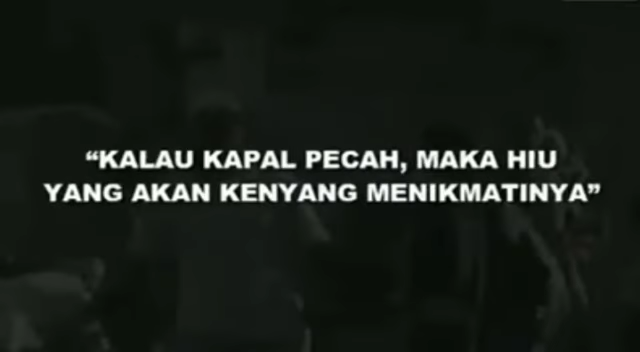 “KALAU KAPAL PECAH, MAKA HIU
YANG AKAN KENYANG MENIKMATINYA”